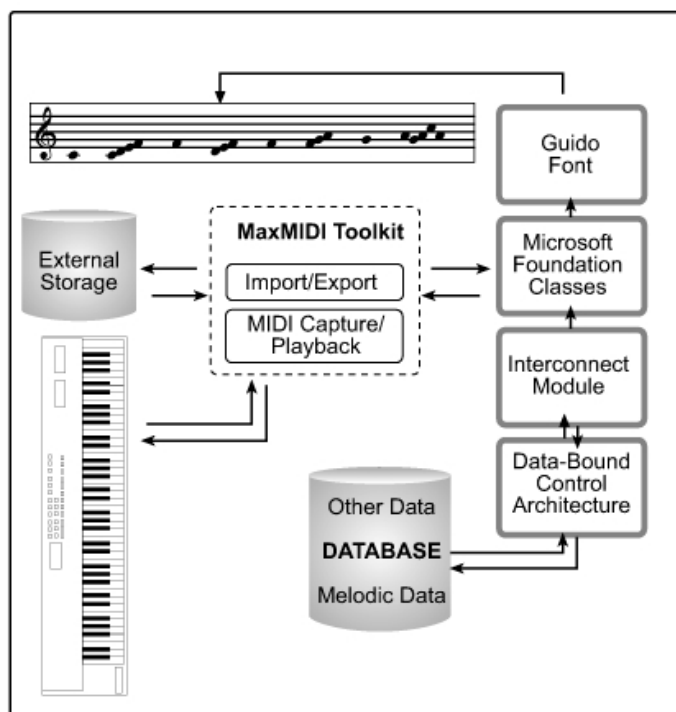 Guido
Font
MaxMIDI Toolkit
External
Storage
Import/Export
MIDI Capture/
Playback
Microsoft
Foundation
Classes
Interconnect
Module
Data-Bound
Control
Architecture
Other Data
DATABASE
Melodic Data